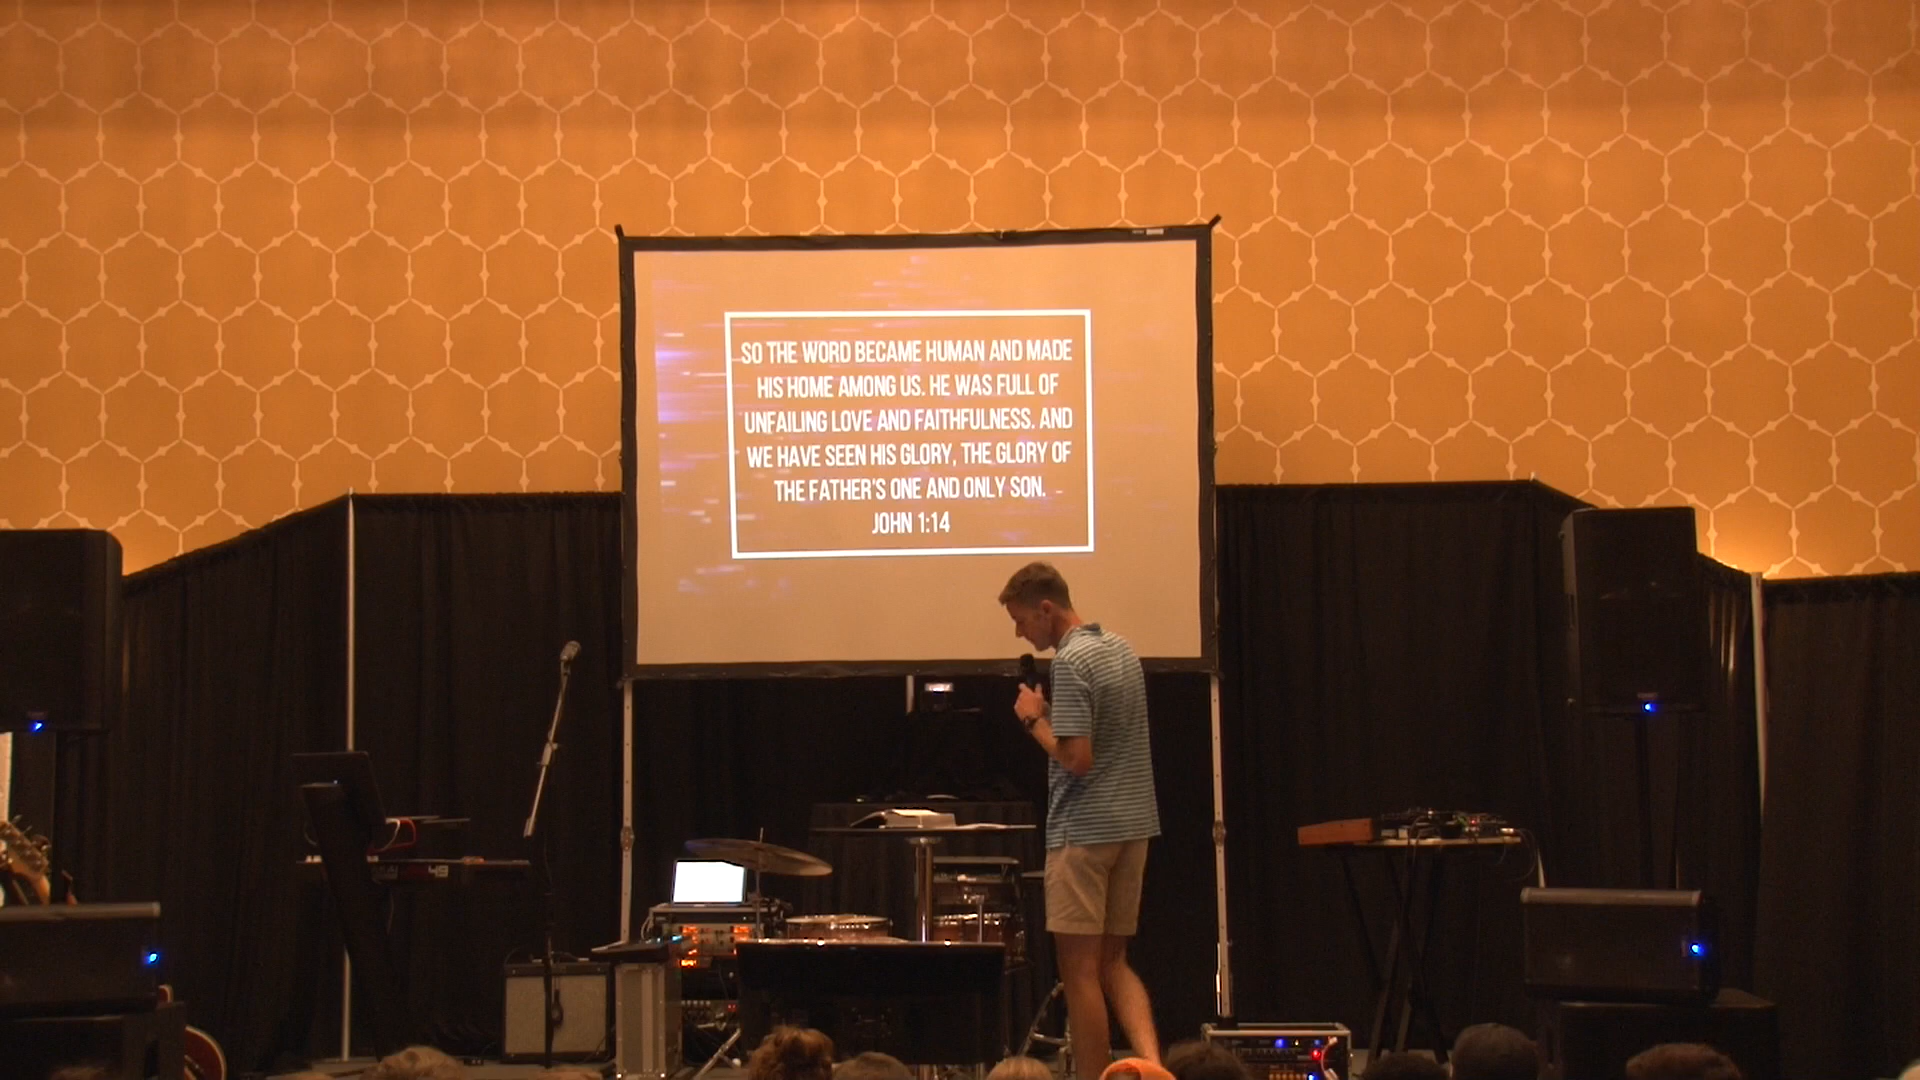 SO THE WORD BECAME HUMAN AND MADE
HIS HOME AMONG US. HE WAS FULL OF
UNFAILING LOVE AND FAITHFULNESS. AND
WE HAVE SEEN HIS GLORY, THE GLORY OF
THE FATHER'S ONE AND ONLY SON.
JOHN 1:14
49